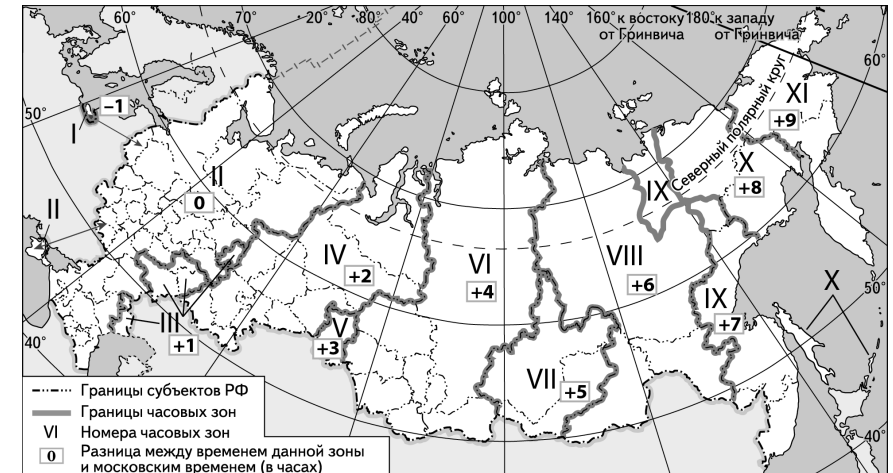 60° 70° 20° 80° 40° 60° 100° 140° 160° к востоку 180° к западу
от Гринвича от Гринвича
60°
50°
I
–1
II
0
II
III
+1
40°
IV
+2
V
+3
VI
+4
VII
+5
VIII
+6
IX
IX
+7
X
+8
XI
+9
Северный полярный круг
X
50°
40°
Границы субъектов РФ
Границы часовых зон
VI Номера часовых зон
0 Разница между временем данной зоны
и московским временем (в часах)